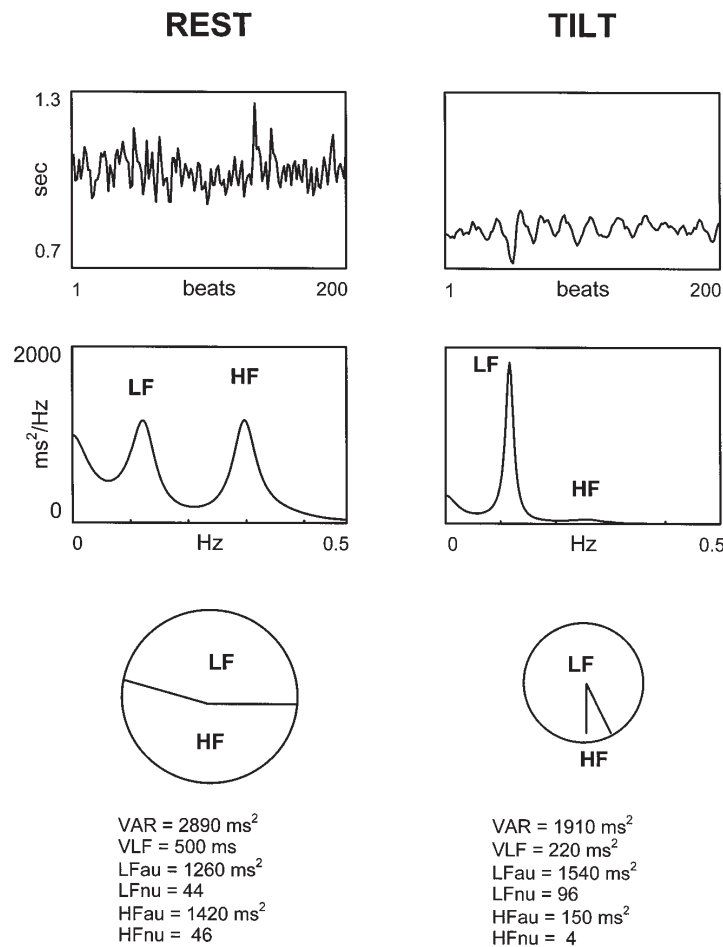 REST
TILT
1.3
sec
0.7
1 beats 200
1 beats 200
2000
ms²/Hz
0
LF
HF
0 Hz 0.5
LF
HF
0 Hz 0.5
LF
HF
LF
HF
VAR = 2890 ms²
VLF = 500 ms
LFau = 1260 ms²
LFnu = 44
HFau = 1420 ms²
HFnu = 46
VAR = 1910 ms²
VLF = 220 ms²
LFau = 1540 ms²
LFnu = 96
HFau = 150 ms²
HFnu = 4